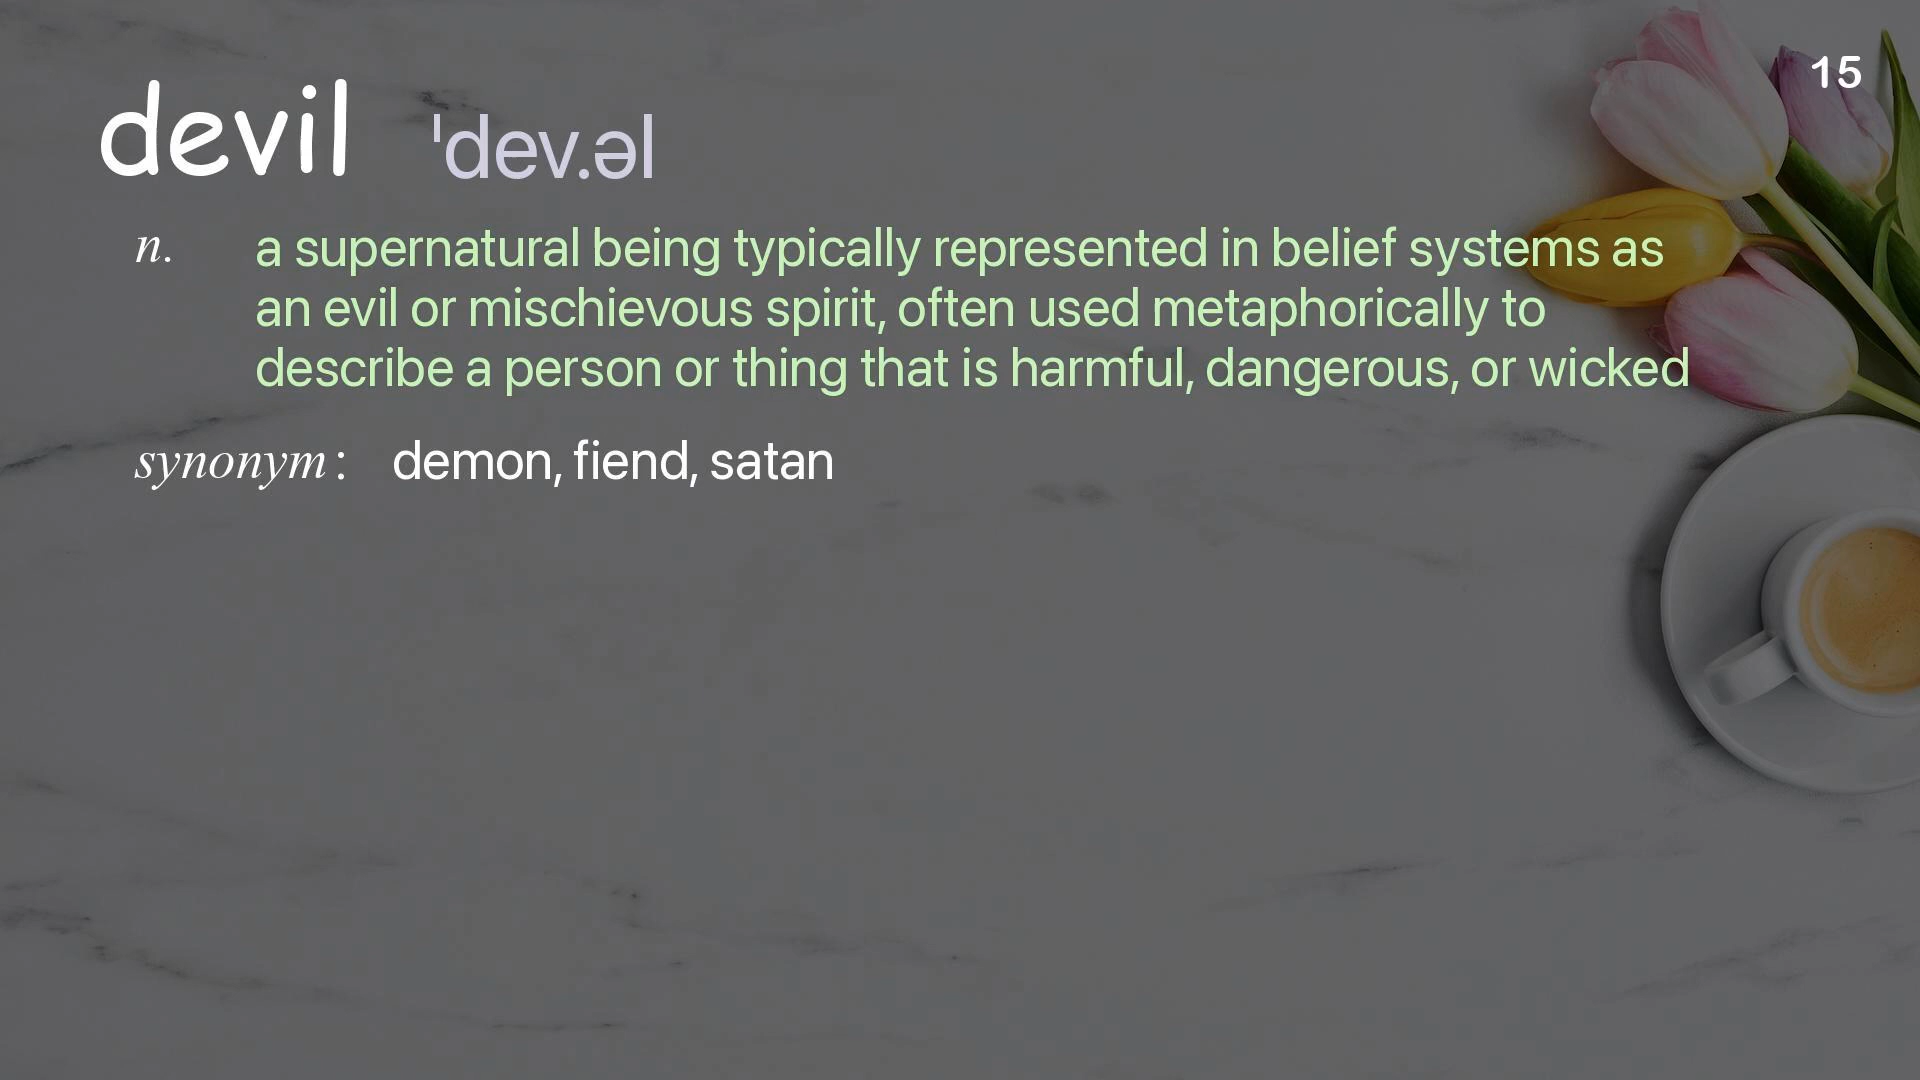 15
devil ˈdev.əl
n. a supernatural being typically represented in belief systems as
an evil or mischievous spirit, often used metaphorically to
describe a person or thing that is harmful, dangerous, or wicked
synonym: demon, fiend, satan